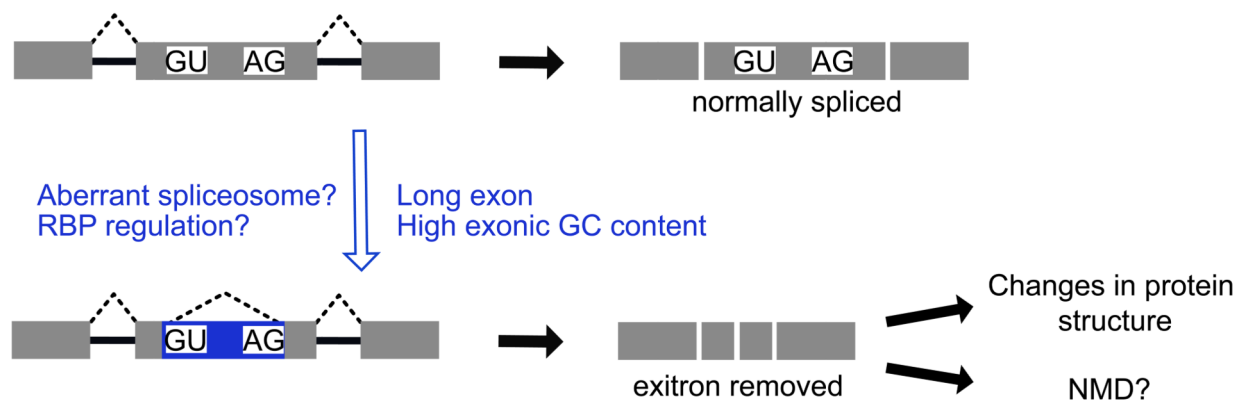 GU AG
GU AG
normally spliced
Aberrant spliceosome?
RBP regulation?
Long exon
High exonic GC content
GU AG
exitron removed
Changes in protein
structure
NMD?